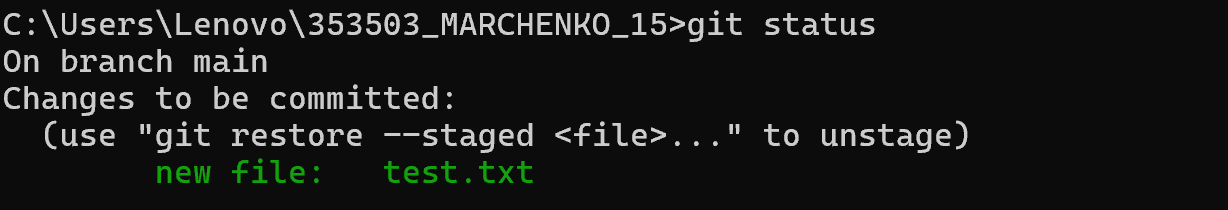 C:\Users\Lenovo\353503_MARCHENKO_15>git status
On branch main
Changes to be committed:
  (use "git restore --staged <file>..." to unstage)
        new file:   test.txt